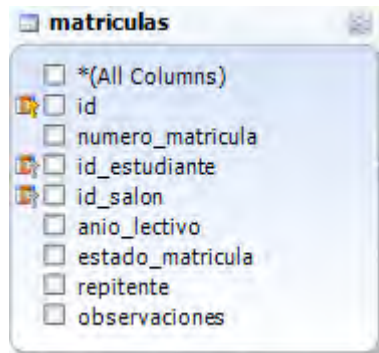 matriculas
*(All Columns)
id
numero_matricula
id_estudiante
id_salon
anio_lectivo
estado_matricula
repitente
observaciones